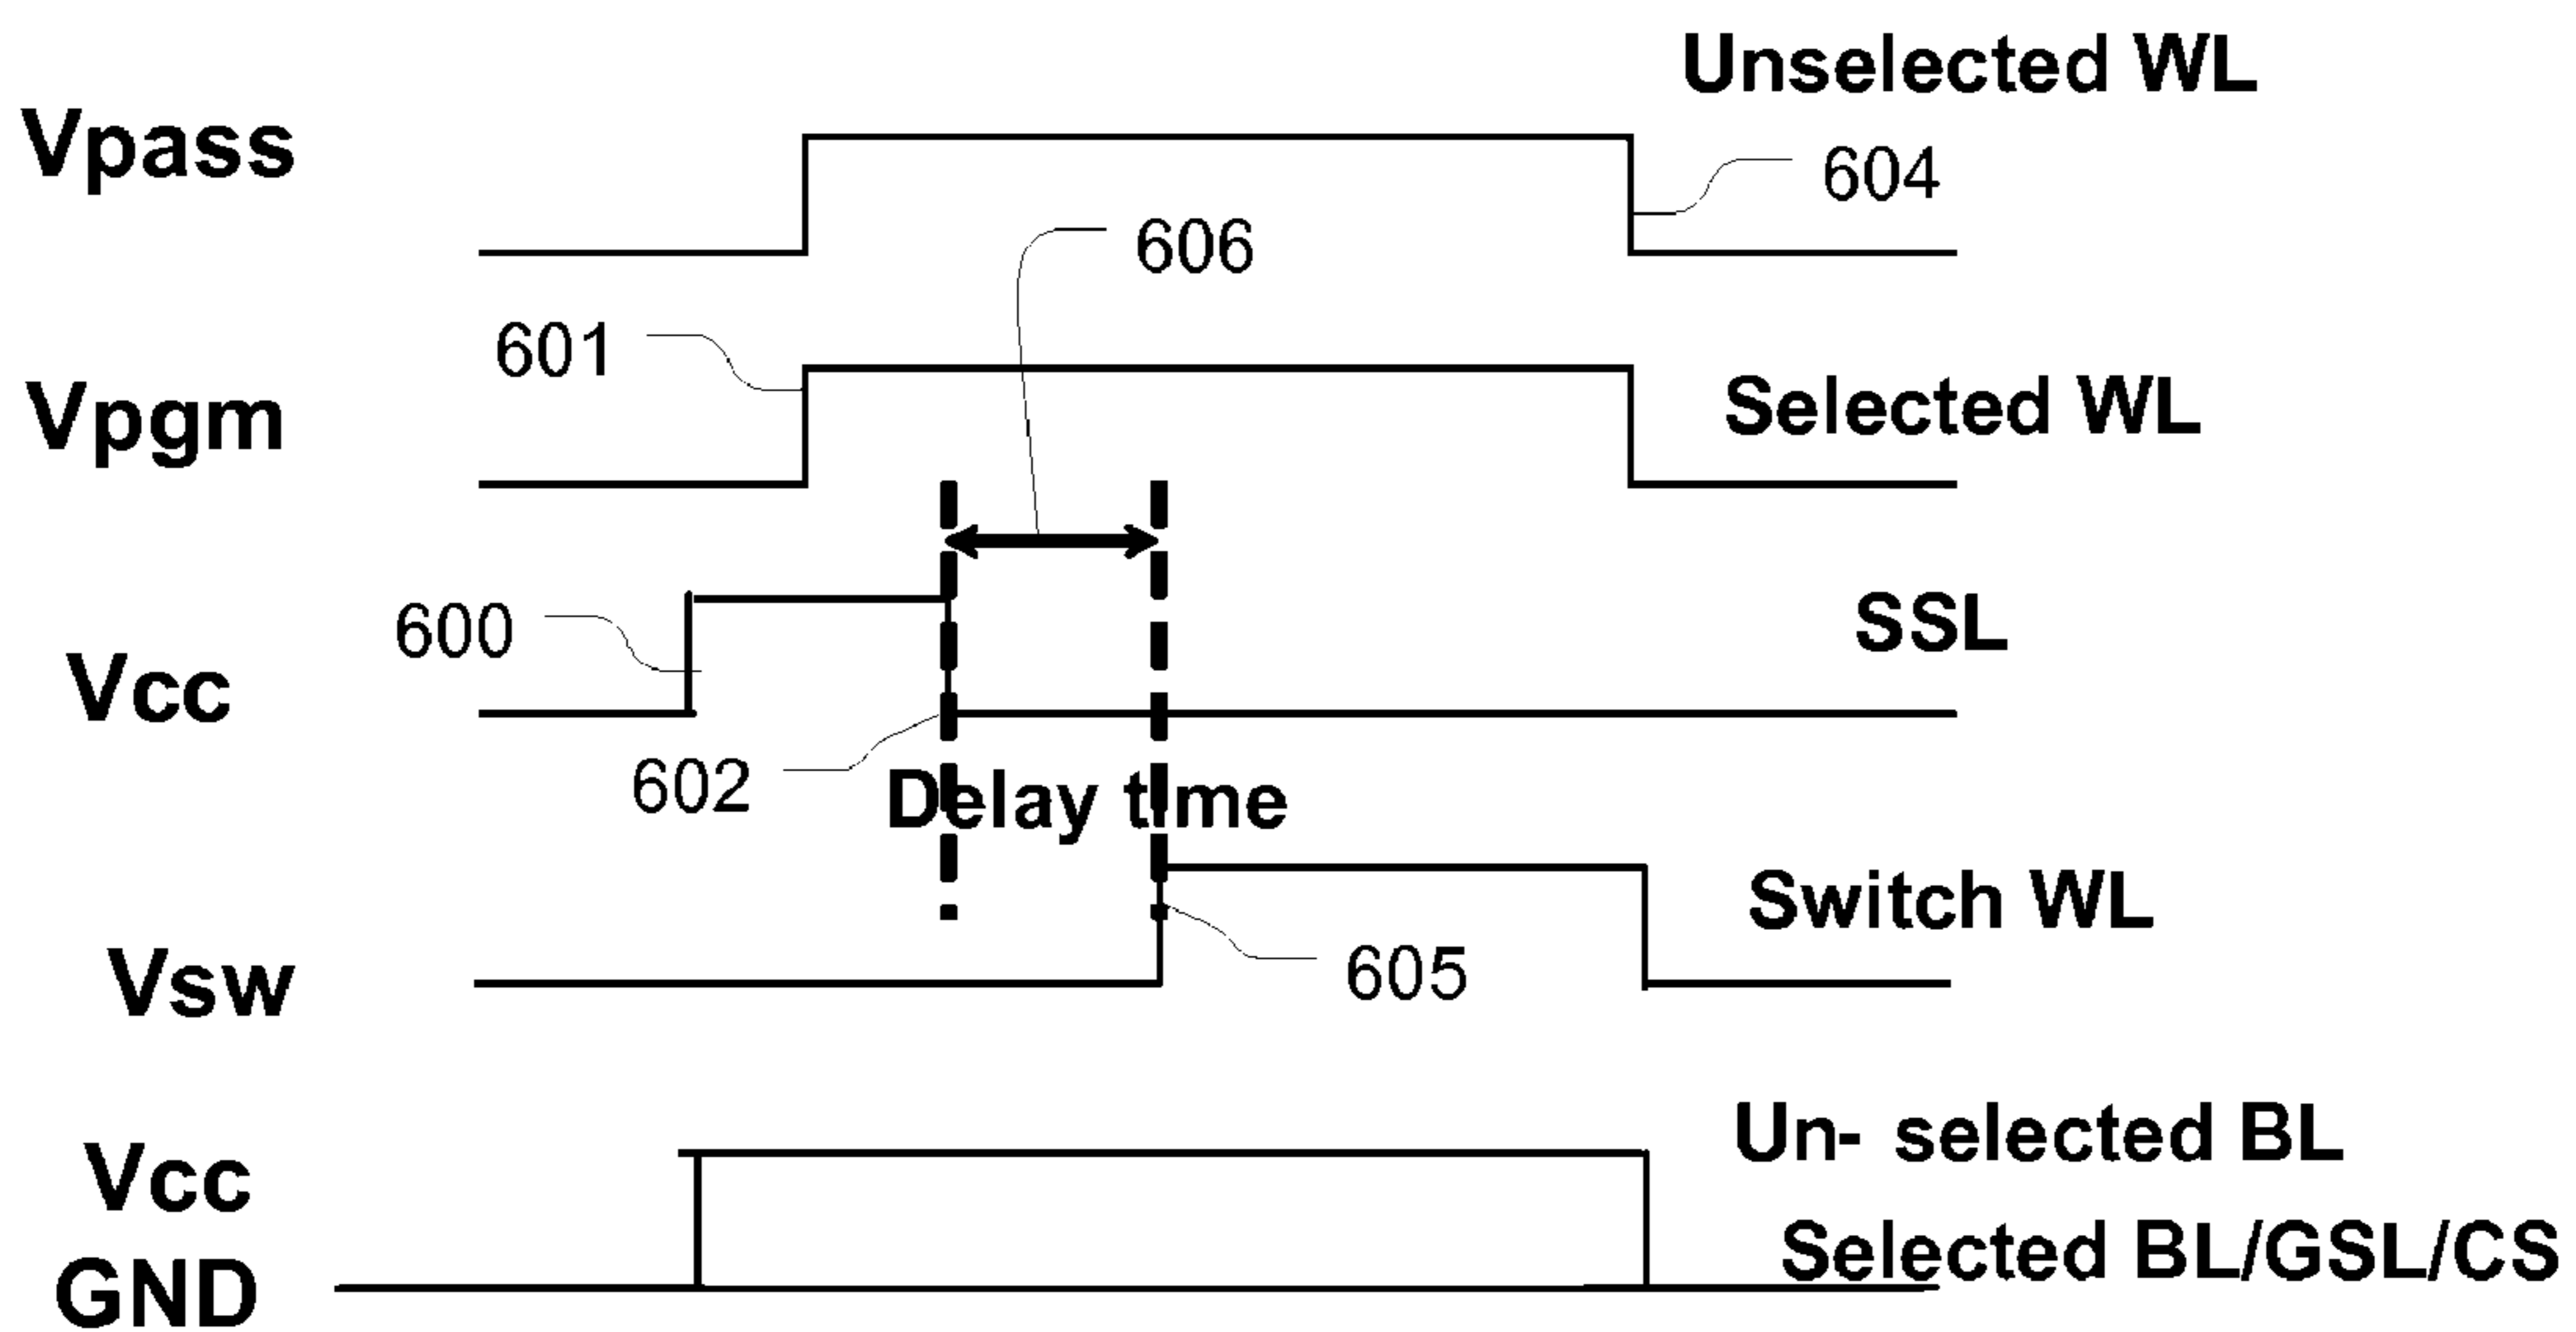 Unselected WL
Vpass
604
606
601
Vpgm
Selected WL
600
SSL
Vcc
602
Delay time
Switch WL
Vsw
605
Un- selected BL
Vcc
Selected BL/GSL/CS
GND